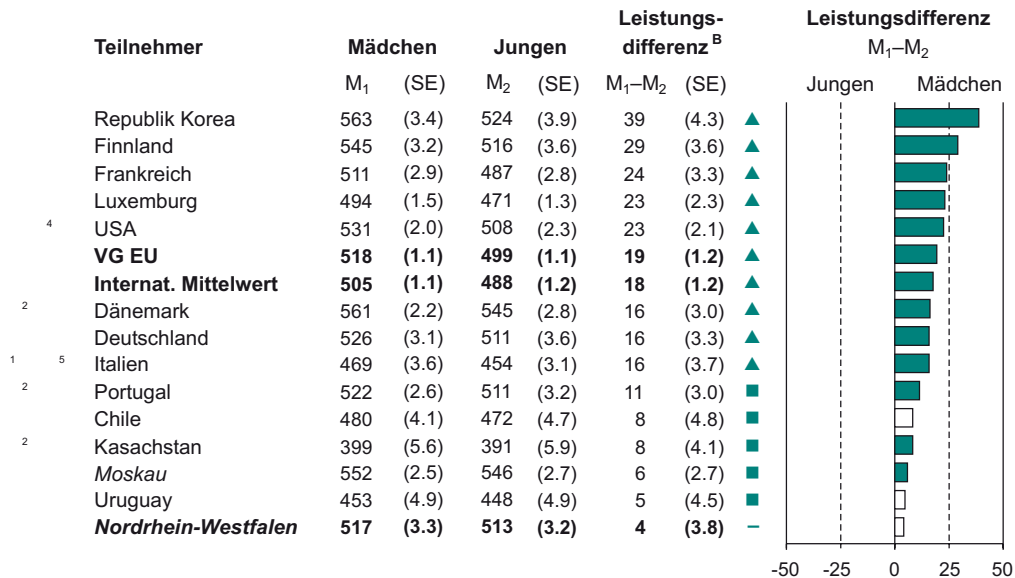 Leistungs- Leistungsdifferenz
Teilnehmer Mädchen Jungen differenz B M1–M2
M1 (SE) M2 (SE) M1–M2 (SE) Jungen Mädchen
Republik Korea 563 (3.4) 524 (3.9) 39 (4.3) ▲
Finnland 545 (3.2) 516 (3.6) 29 (3.6) ▲
Frankreich 511 (2.9) 487 (2.8) 24 (3.3) ▲
Luxemburg 494 (1.5) 471 (1.3) 23 (2.3) ▲
4 USA 531 (2.0) 508 (2.3) 23 (2.1) ▲
VG EU 518 (1.1) 499 (1.1) 19 (1.2) ▲
Internat. Mittelwert 505 (1.1) 488 (1.2) 18 (1.2) ▲
2 Dänemark 561 (2.2) 545 (2.8) 16 (3.0) ▲
Deutschland 526 (3.1) 511 (3.6) 16 (3.3) ▲
1 5 Italien 469 (3.6) 454 (3.1) 16 (3.7) ▲
2 Portugal 522 (2.6) 511 (3.2) 11 (3.0) ■
Chile 480 (4.1) 472 (4.7) 8 (4.8) ■
2 Kasachstan 399 (5.6) 391 (5.9) 8 (4.1) ■
Moskau 552 (2.5) 546 (2.7) 6 (2.7) ■
Uruguay 453 (4.9) 448 (4.9) 5 (4.5) ■
Nordrhein-Westfalen 517 (3.3) 513 (3.2) 4 (3.8) –
-50 -25 0 25 50